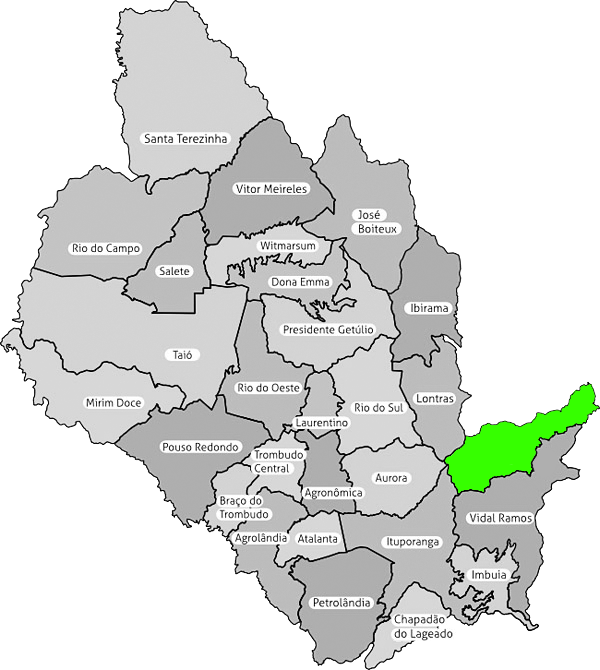 Santa Terezinha
Vitor Meireles
José
Boiteux
Rio do Campo
Witmarsum
Salete
Dona Emma
Ibirama
Presidente Getúlio
Taió
Rio do Oeste
Lontras
Mirim Doce
Rio do Sul
Laurentino
Pouso Redondo
Trombudo
Central
Aurora
Agronômica
Braço do
Trombudo
Vidal Ramos
Agrolândia
Atalanta
Ituporanga
Imbuia
Petrolândia
Chapadão
do Lageado